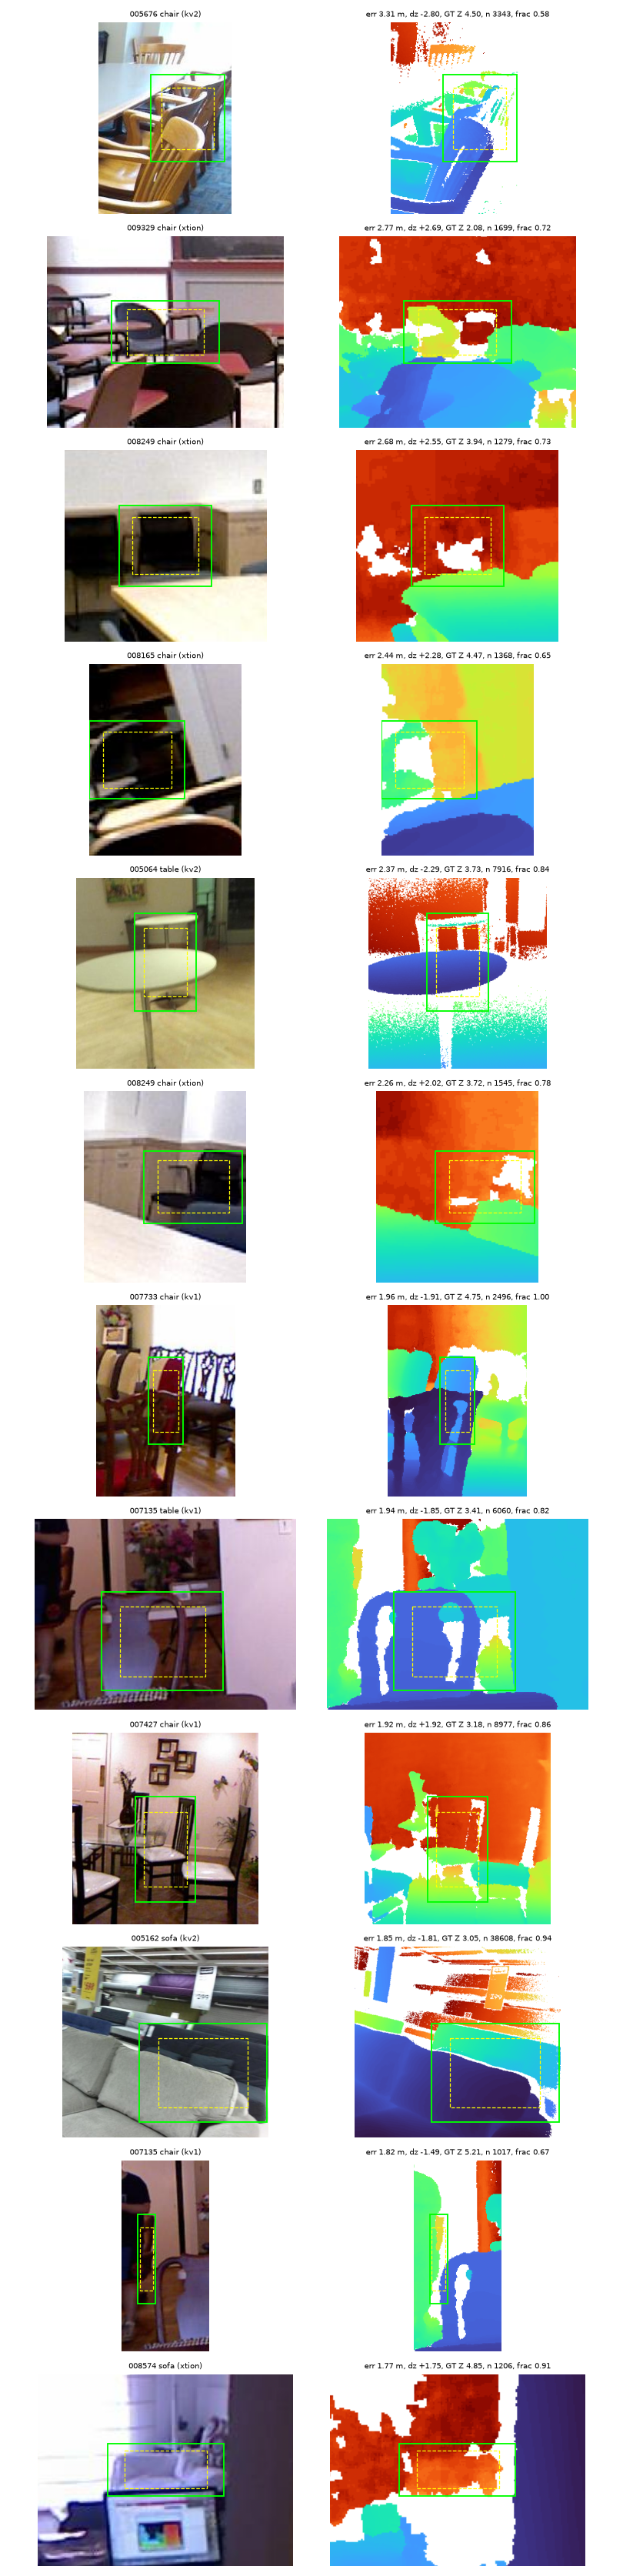 005676 chair (kv2)
err 3.31 m, dz -2.80, GT Z 4.50, n 3343, frac 0.58
009329 chair (xtion)
err 2.77 m, dz +2.69, GT Z 2.08, n 1699, frac 0.72
008249 chair (xtion)
err 2.68 m, dz +2.55, GT Z 3.94, n 1279, frac 0.73
008165 chair (xtion)
err 2.44 m, dz +2.28, GT Z 4.47, n 1368, frac 0.65
005064 table (kv2)
err 2.37 m, dz -2.29, GT Z 3.73, n 7916, frac 0.84
008249 chair (xtion)
err 2.26 m, dz +2.02, GT Z 3.72, n 1545, frac 0.78
007733 chair (kv1)
err 1.96 m, dz -1.91, GT Z 4.75, n 2496, frac 1.00
007135 table (kv1)
err 1.94 m, dz -1.85, GT Z 3.41, n 6060, frac 0.82
007427 chair (kv1)
err 1.92 m, dz +1.92, GT Z 3.18, n 8977, frac 0.86
005162 sofa (kv2)
err 1.85 m, dz -1.81, GT Z 3.05, n 38608, frac 0.94
299
299
007135 chair (kv1)
err 1.82 m, dz -1.49, GT Z 5.21, n 1017, frac 0.67
008574 sofa (xtion)
err 1.77 m, dz +1.75, GT Z 4.85, n 1206, frac 0.91